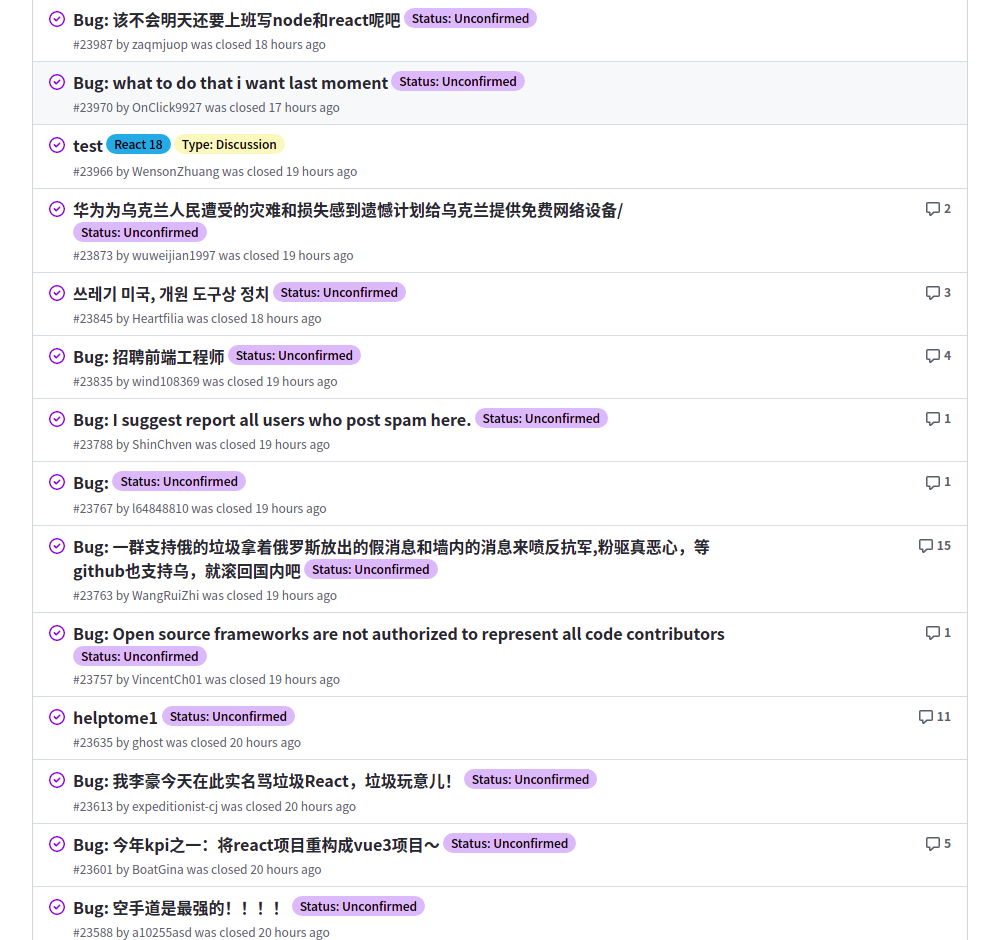 Bug: 该不会明天还要上班写node和react呢吧 Status: Unconfirmed
#23987 by zaqmjuop was closed 18 hours ago
Bug: what to do that i want last moment Status: Unconfirmed
#23970 by OnClick9927 was closed 17 hours ago
test React 18 Type: Discussion
#23966 by WensonZhuang was closed 19 hours ago
华为为乌克兰人民遭受的灾难和损失感到遗憾计划给乌克兰提供免费网络设备/ 2
Status: Unconfirmed
#23873 by wuweijian1997 was closed 19 hours ago
쓰레기 미국, 개원 도구상 정치 Status: Unconfirmed 3
#23845 by Heartfilia was closed 18 hours ago
Bug: 招聘前端工程师 Status: Unconfirmed 4
#23835 by wind108369 was closed 19 hours ago
Bug: I suggest report all users who post spam here. Status: Unconfirmed 1
#23788 by ShinChven was closed 19 hours ago
Bug: Status: Unconfirmed 1
#23767 by l64848810 was closed 19 hours ago
Bug: 一群支持俄的垃圾拿着俄罗斯放出的假消息和墙内的消息来喷反抗军,粉驱真恶心，等 15
github也支持乌，就滚回国内吧 Status: Unconfirmed
#23763 by WangRuiZhi was closed 19 hours ago
Bug: Open source frameworks are not authorized to represent all code contributors 1
Status: Unconfirmed
#23757 by VincentCh01 was closed 19 hours ago
helptome1 Status: Unconfirmed 11
#23635 by ghost was closed 20 hours ago
Bug: 我李豪今天在此实名骂垃圾React，垃圾玩意儿！ Status: Unconfirmed
#23613 by expeditionist-cj was closed 20 hours ago
Bug: 今年kpi之一：将react项目重构成vue3项目～ Status: Unconfirmed 5
#23601 by BoatGina was closed 20 hours ago
Bug: 空手道是最强的！！！！ Status: Unconfirmed
#23588 by a10255asd was closed 20 hours ago